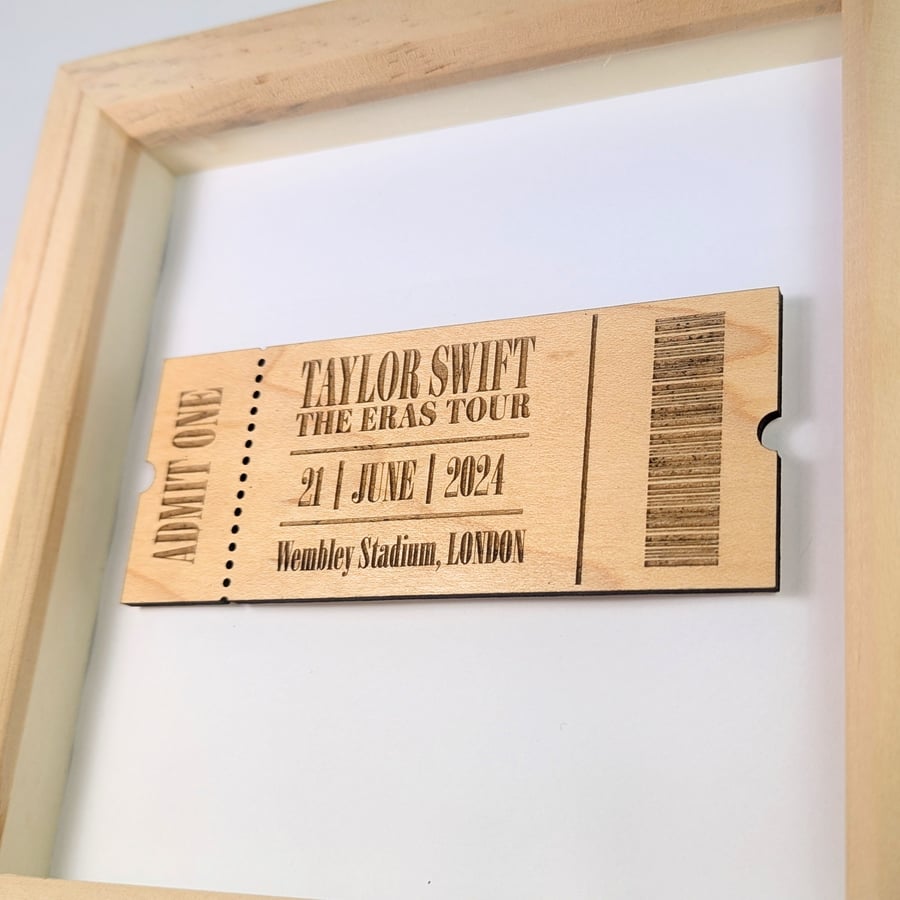 ADMIT ONE
TAYLOR SWIFT
THE ERAS TOUR
21 | JUNE | 2024
Wembley Stadium, LONDON